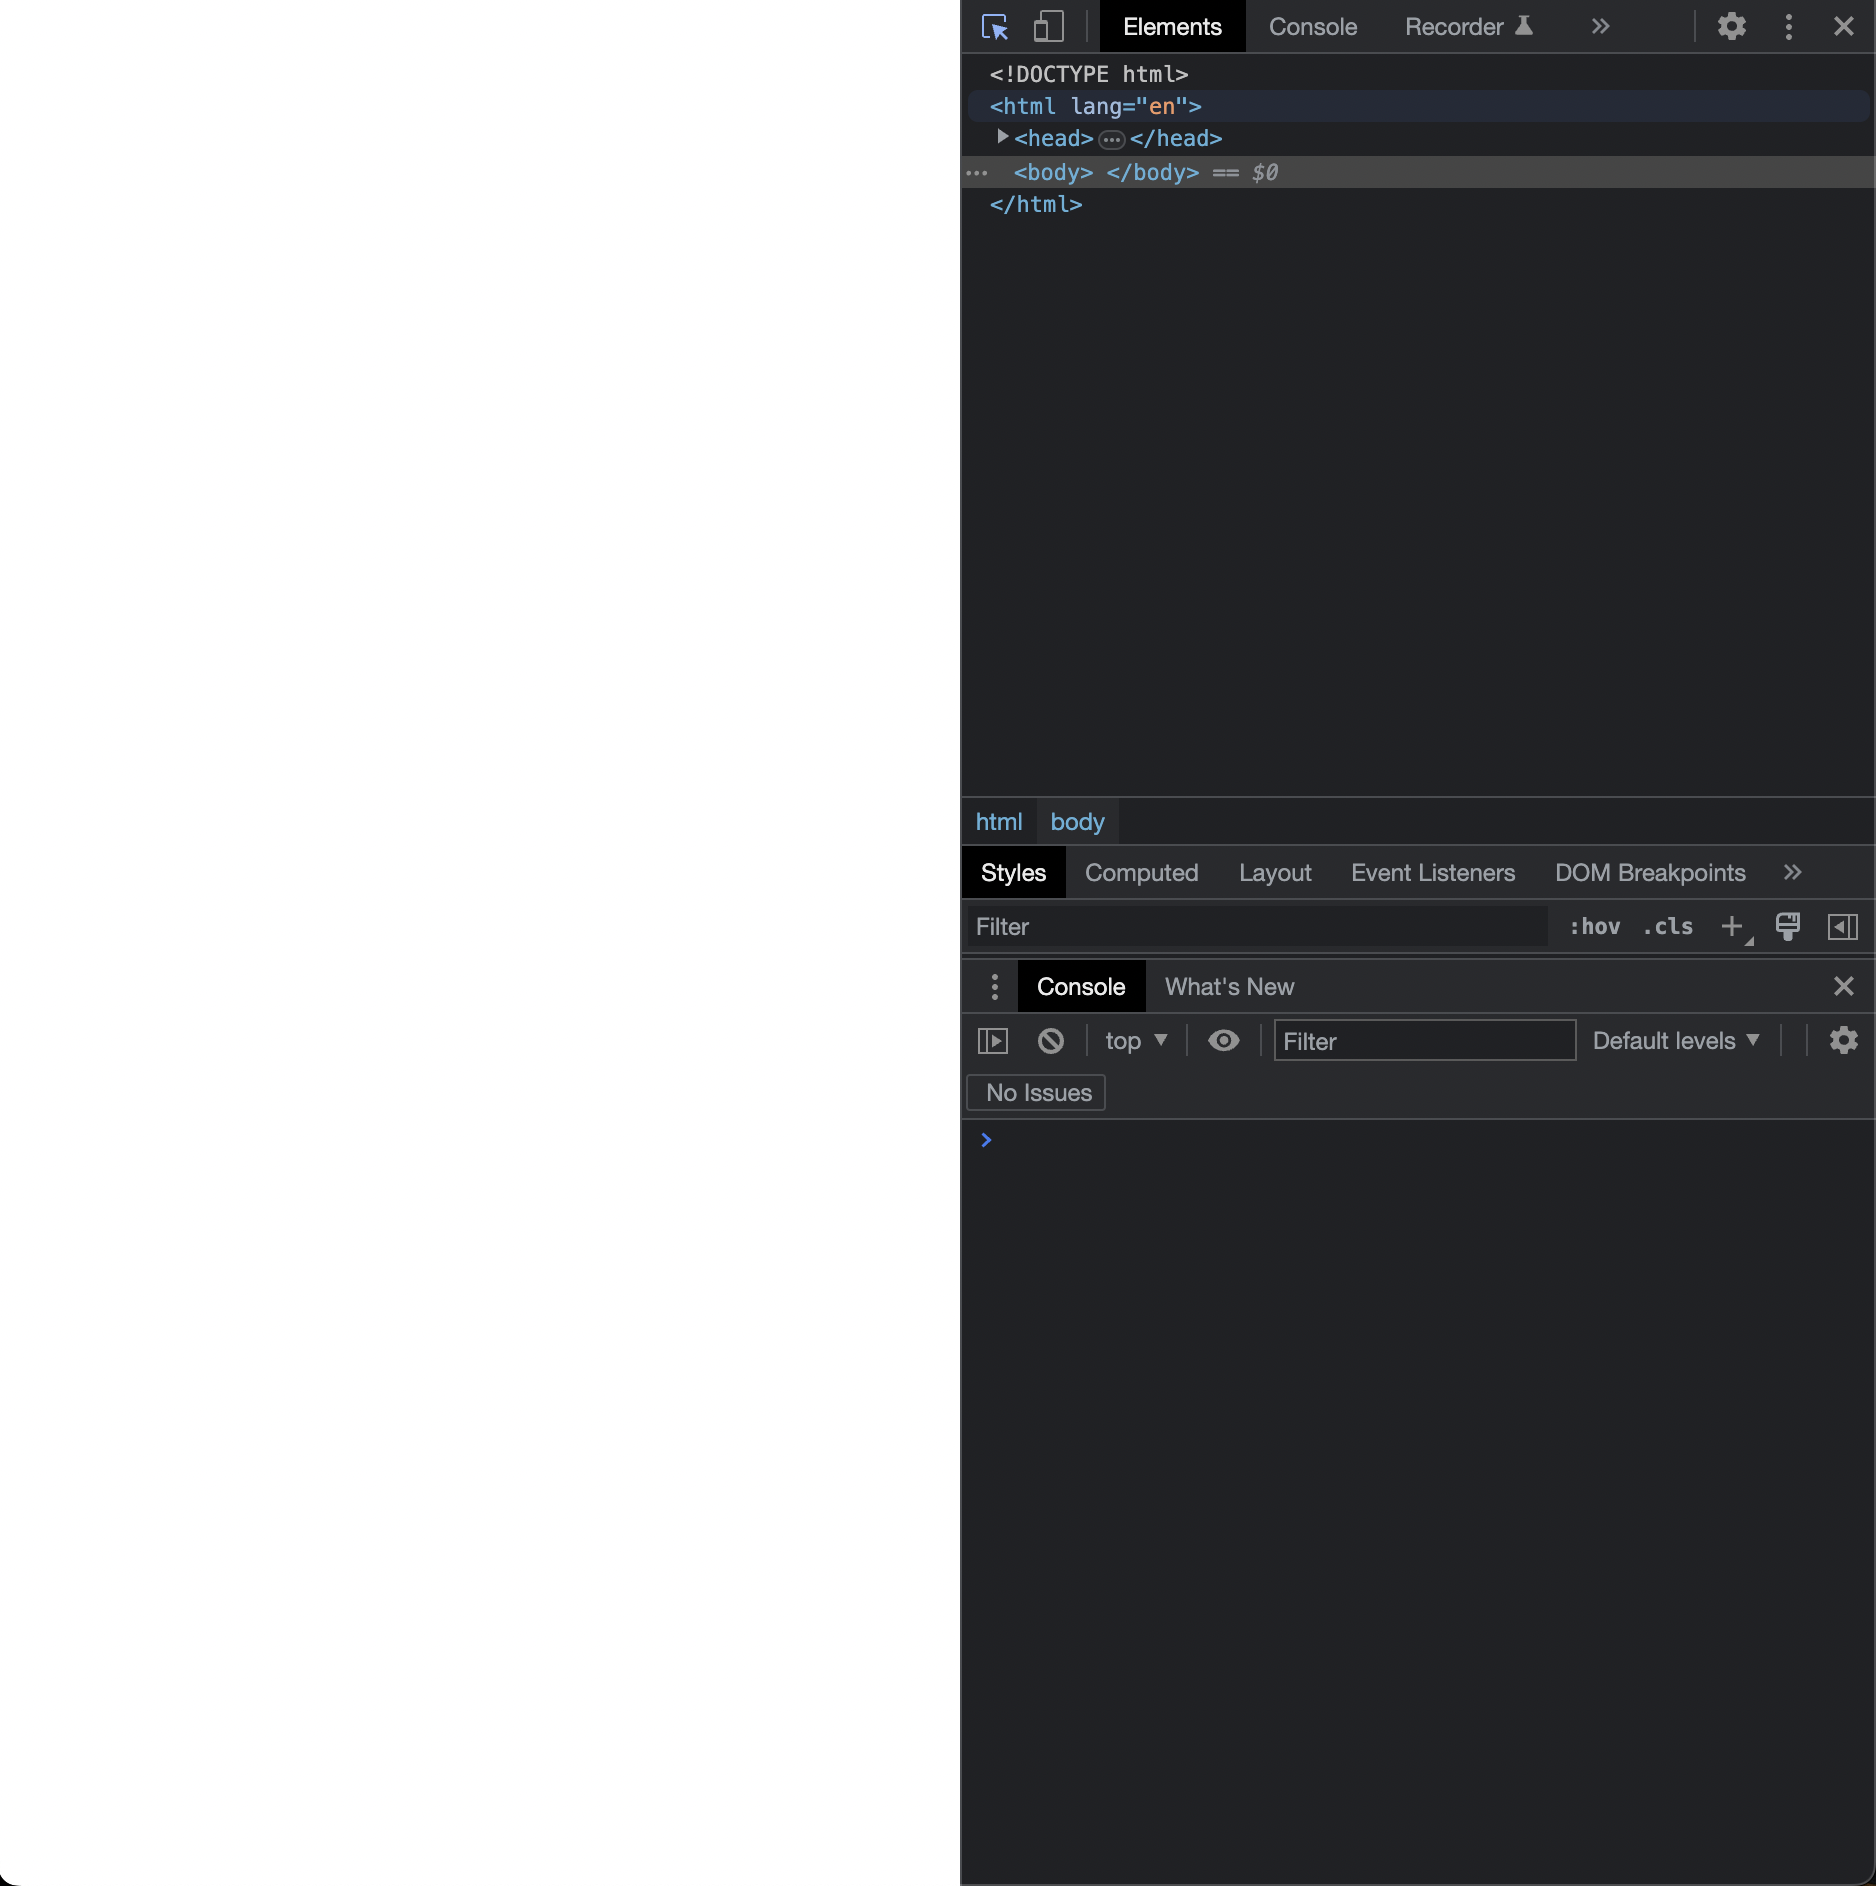 Elements Console Recorder
<!DOCTYPE html>
<html lang="en">
<head>…</head>
… <body> </body> == $0
</html>
html body
Styles Computed Layout Event Listeners DOM Breakpoints
Filter :hov .cls
Console What's New
top Filter Default levels
No Issues